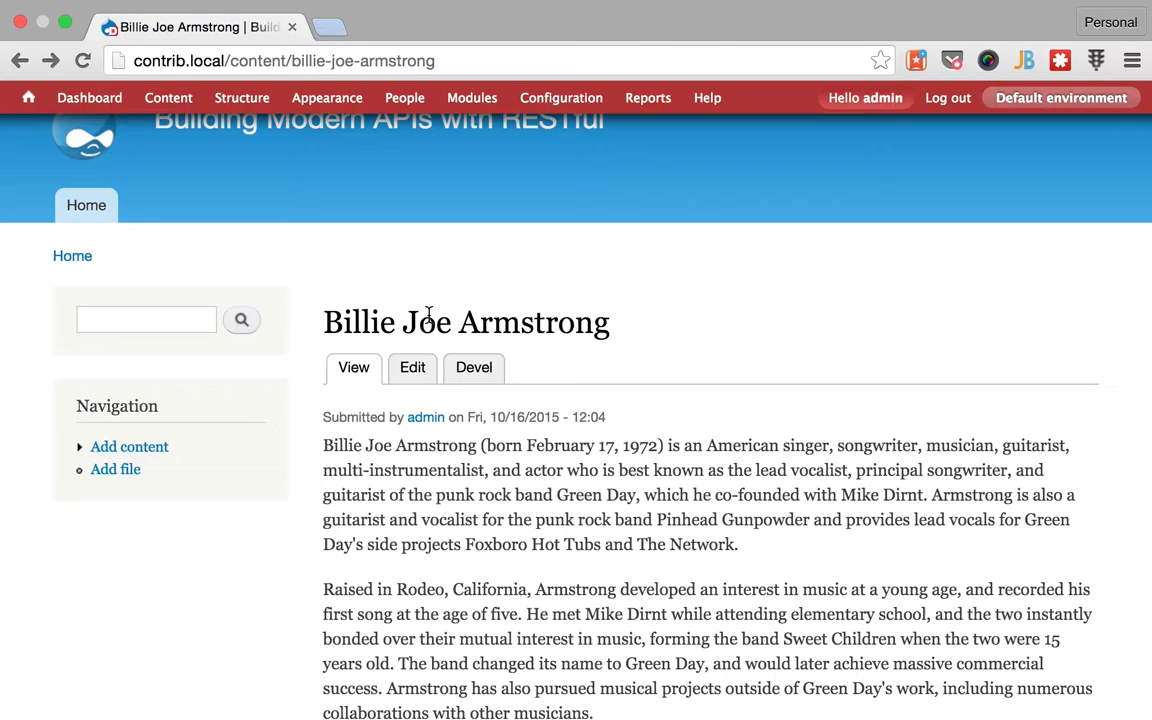 Billie Joe Armstrong | Build
Personal
contrib.local/content/billie-joe-armstrong
JB
Dashboard Content Structure Appearance People Modules Configuration Reports Help Hello admin Log out Default environment
Building Modern APIs with RESTful
Home
Home
Billie Joe Armstrong
View Edit Devel
Navigation
Submitted by admin on Fri, 10/16/2015 - 12:04
Add content
Add file
Billie Joe Armstrong (born February 17, 1972) is an American singer, songwriter, musician, guitarist,
multi-instrumentalist, and actor who is best known as the lead vocalist, principal songwriter, and
guitarist of the punk rock band Green Day, which he co-founded with Mike Dirnt. Armstrong is also a
guitarist and vocalist for the punk rock band Pinhead Gunpowder and provides lead vocals for Green
Day's side projects Foxboro Hot Tubs and The Network.
Raised in Rodeo, California, Armstrong developed an interest in music at a young age, and recorded his
first song at the age of five. He met Mike Dirnt while attending elementary school, and the two instantly
bonded over their mutual interest in music, forming the band Sweet Children when the two were 15
years old. The band changed its name to Green Day, and would later achieve massive commercial
success. Armstrong has also pursued musical projects outside of Green Day's work, including numerous
collaborations with other musicians.